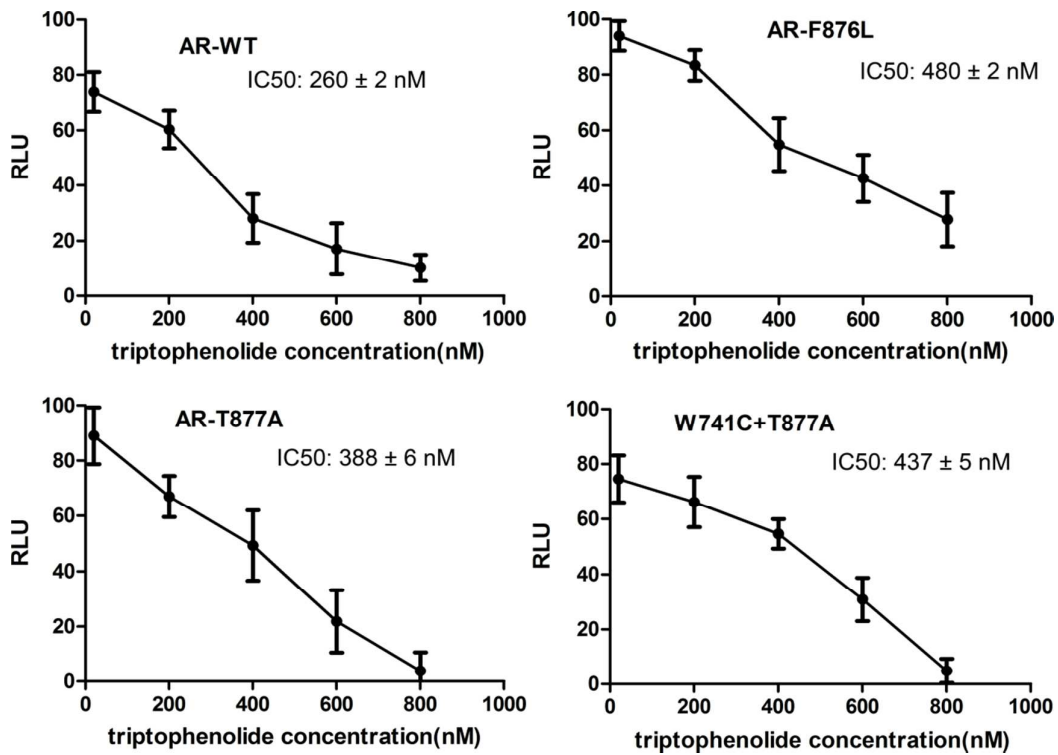 AR-WT
IC50: 260 ± 2 nM
RLU
100
80
60
40
20
0
0 200 400 600 800 1000
triptophenolide concentration(nM)
AR-F876L
IC50: 480 ± 2 nM
RLU
100
80
60
40
20
0
0 200 400 600 800 1000
triptophenolide concentration(nM)
AR-T877A
IC50: 388 ± 6 nM
RLU
100
80
60
40
20
0
0 200 400 600 800 1000
triptophenolide concentration(nM)
W741C+T877A
IC50: 437 ± 5 nM
RLU
100
80
60
40
20
0
0 200 400 600 800 1000
triptophenolide concentration(nM)